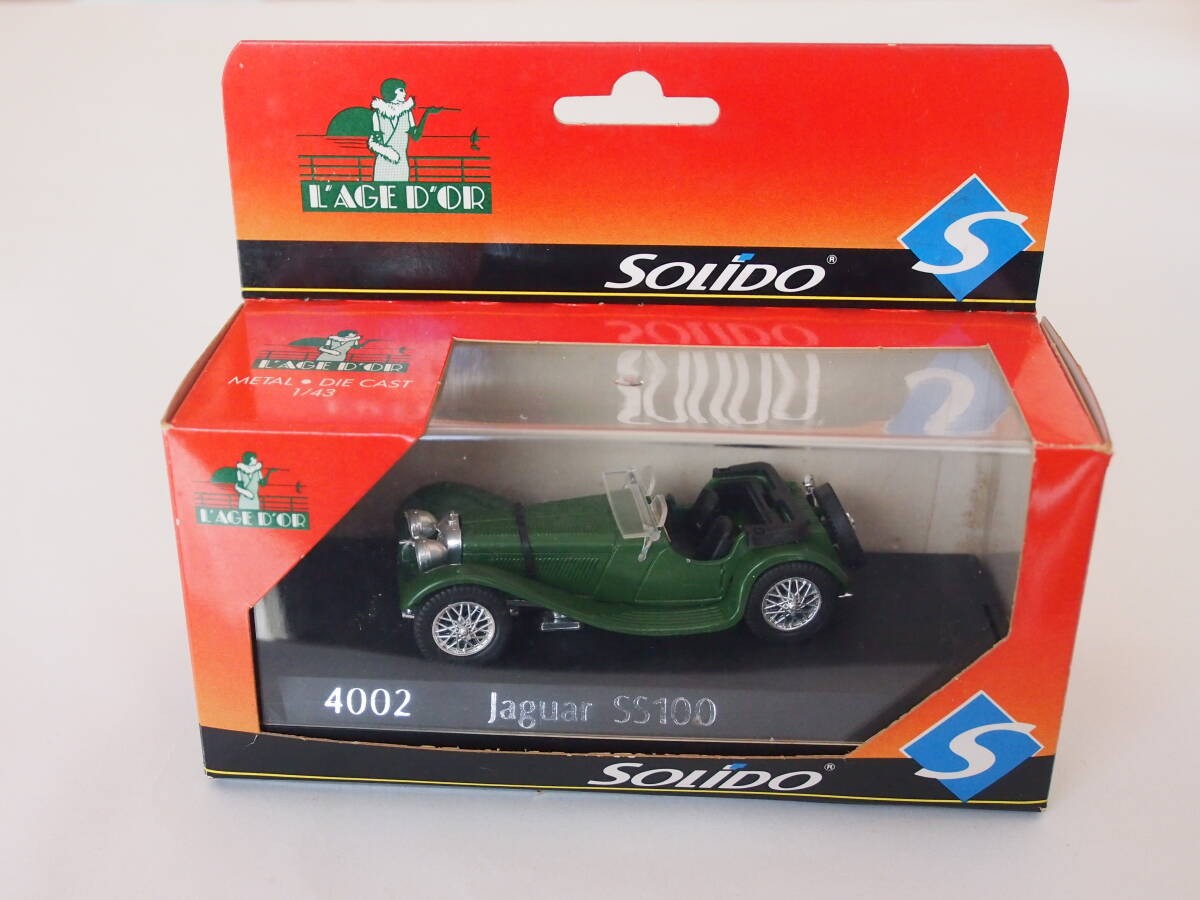 L'AGE D'OR
SOLIDO®
S
L'AGE D'OR
METAL • DIE CAST
1/43
L'AGE D'OR
4002 Jaguar SS100
S
SOLIDO®